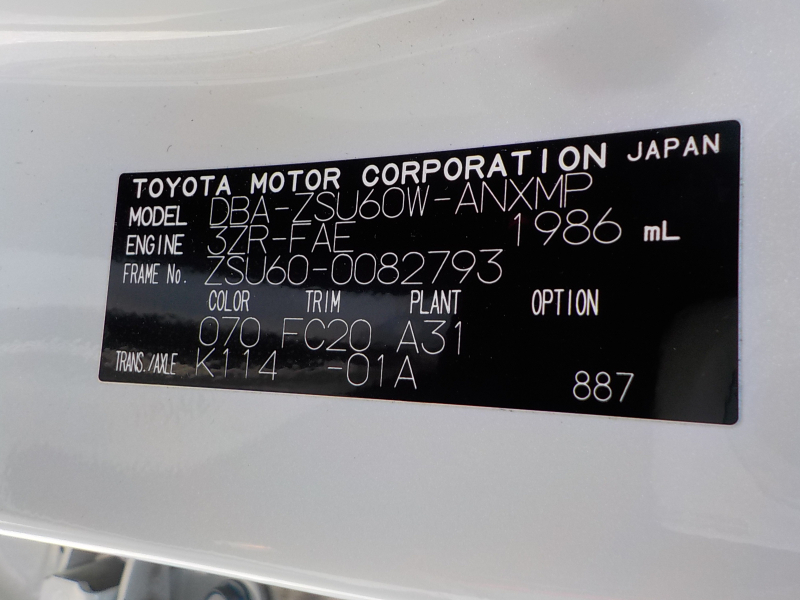 TOYOTA MOTOR CORPORATION JAPAN
MODEL DBA-ZSU60W-ANXMP
ENGINE 3ZR-FAE 1986 mL
FRAME No. ZSU60-0082793
COLOR TRIM PLANT OPTION
070 FC20 A31
TRANS./AXLE K114 -01A
887